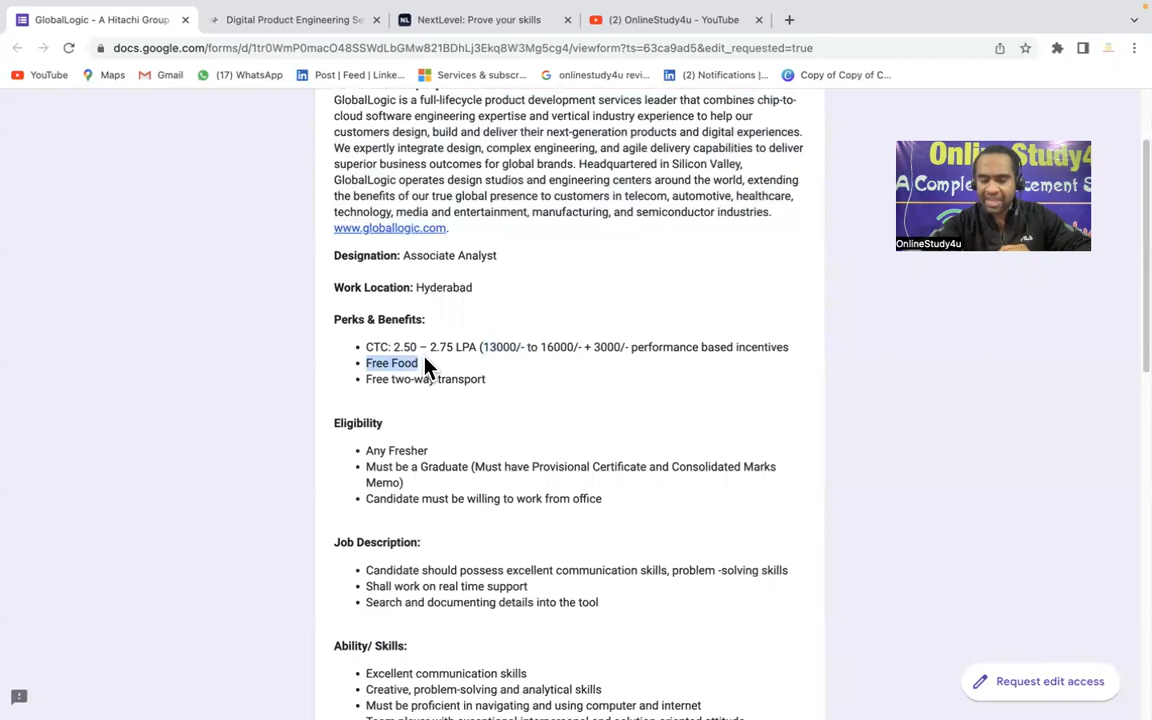 GlobalLogic - A Hitachi Group
Digital Product Engineering Se
NextLevel: Prove your skills
(2) OnlineStudy4u - YouTube
docs.google.com/forms/d/1tr0WmP0macO48SSWdLbGMw821BDhLj3Ekq8W3Mg5cg4/viewform?ts=63ca9ad5&edit_requested=true
YouTube
Maps
Gmail
(17) WhatsApp
Post | Feed | Linke...
Services & subscr...
onlinestudy4u revi...
(2) Notifications |...
Copy of Copy of C...
GlobalLogic is a full-lifecycle product development services leader that combines chip-to-
cloud software engineering expertise and vertical industry experience to help our
customers design, build and deliver their next-generation products and digital experiences.
We expertly integrate design, complex engineering, and agile delivery capabilities to deliver
superior business outcomes for global brands. Headquartered in Silicon Valley,
GlobalLogic operates design studios and engineering centers around the world, extending
the benefits of our true global presence to customers in telecom, automotive, healthcare,
technology, media and entertainment, manufacturing, and semiconductor industries.
www.globallogic.com.
Designation: Associate Analyst
Work Location: Hyderabad
Perks & Benefits:
• CTC: 2.50 – 2.75 LPA (13000/- to 16000/- + 3000/- performance based incentives
• Free Food
• Free two-way transport
Eligibility
• Any Fresher
• Must be a Graduate (Must have Provisional Certificate and Consolidated Marks
Memo)
• Candidate must be willing to work from office
Job Description:
• Candidate should possess excellent communication skills, problem -solving skills
• Shall work on real time support
• Search and documenting details into the tool
Ability/ Skills:
• Excellent communication skills
• Creative, problem-solving and analytical skills
• Must be proficient in navigating and using computer and internet
Onlin Study4
A Comple ement S
OnlineStudy4u
Request edit access